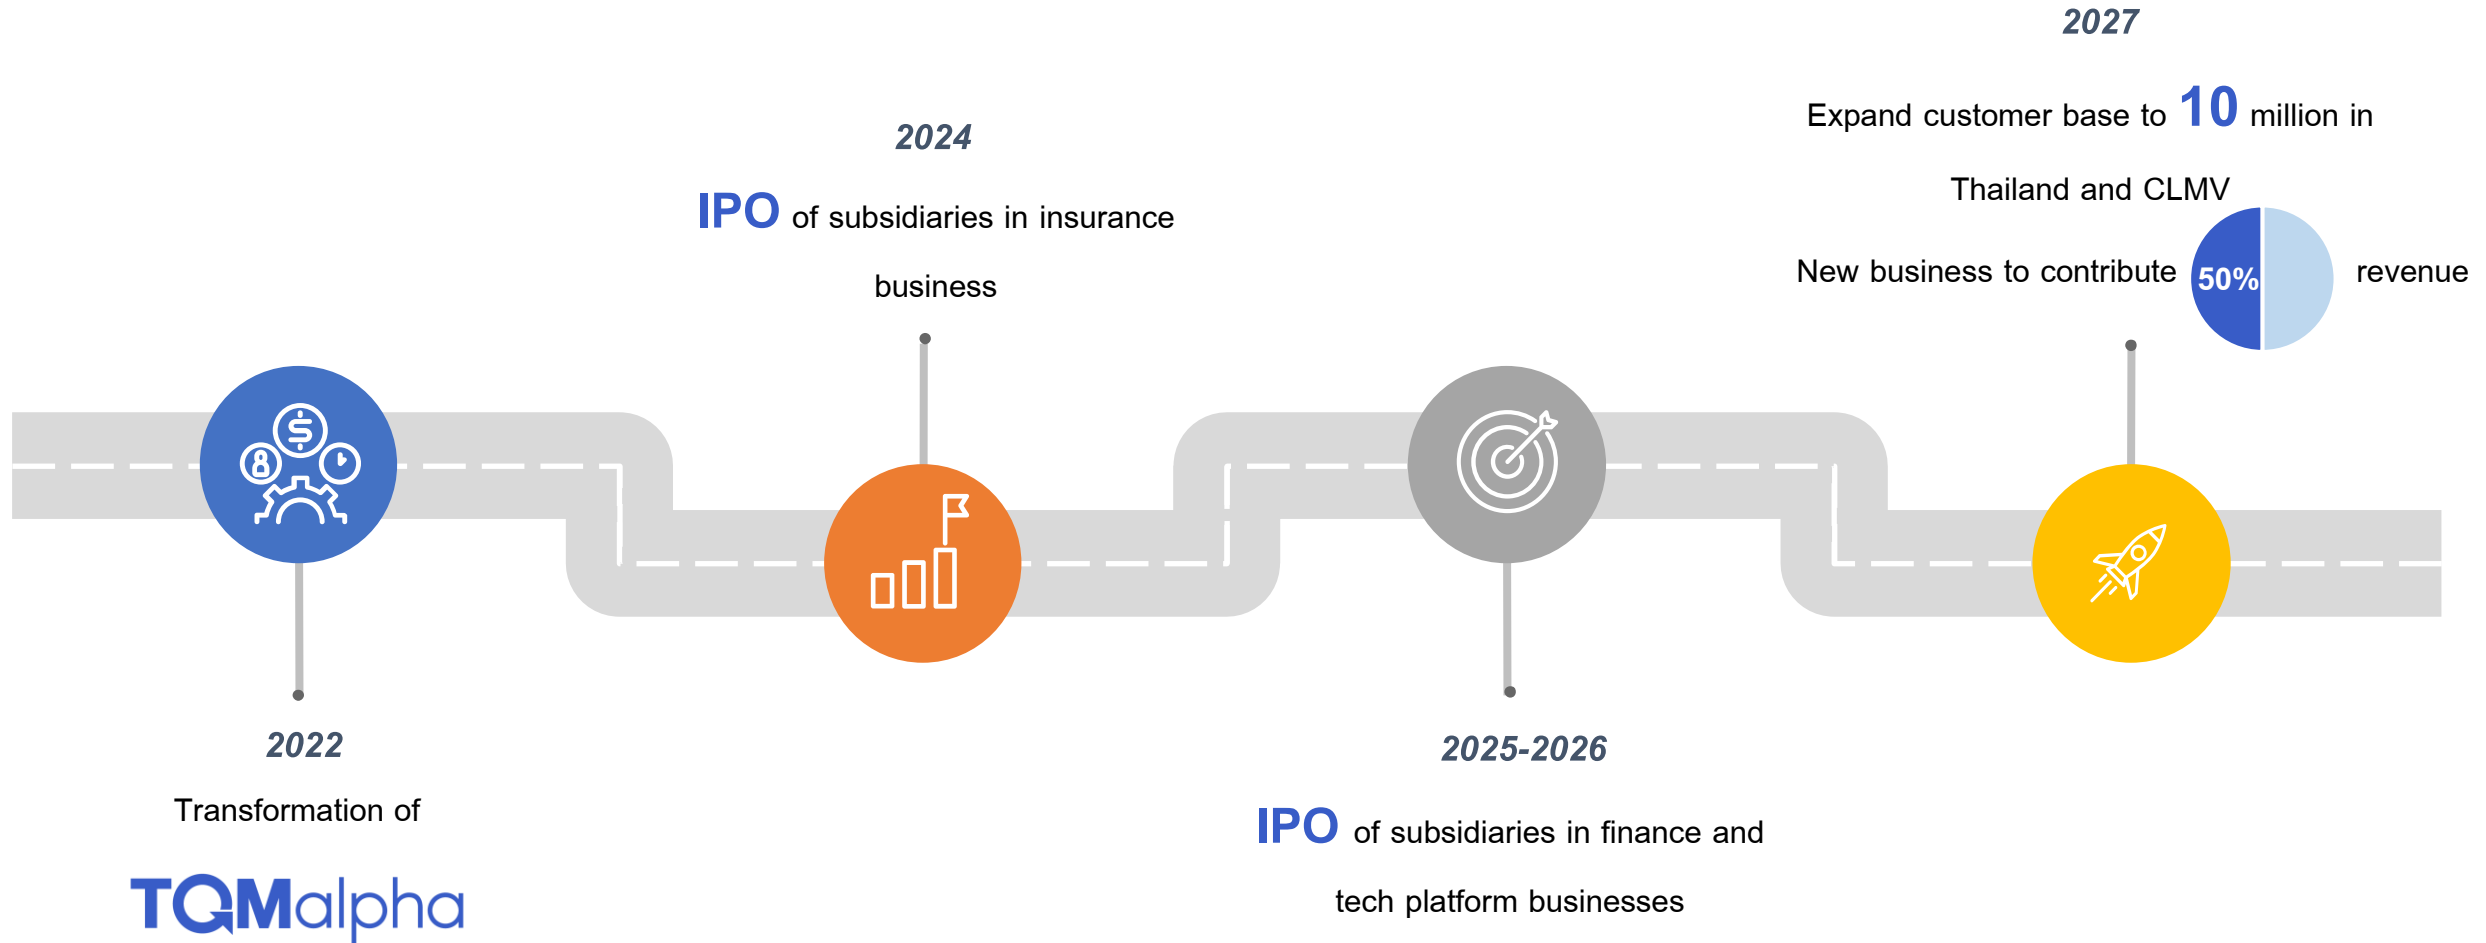 2022
Transformation of
TQMalpha
2024
IPO of subsidiaries in insurance
business
2025-2026
IPO of subsidiaries in finance and
tech platform businesses
2027
Expand customer base to 10 million in
Thailand and CLMV
New business to contribute 50% revenue